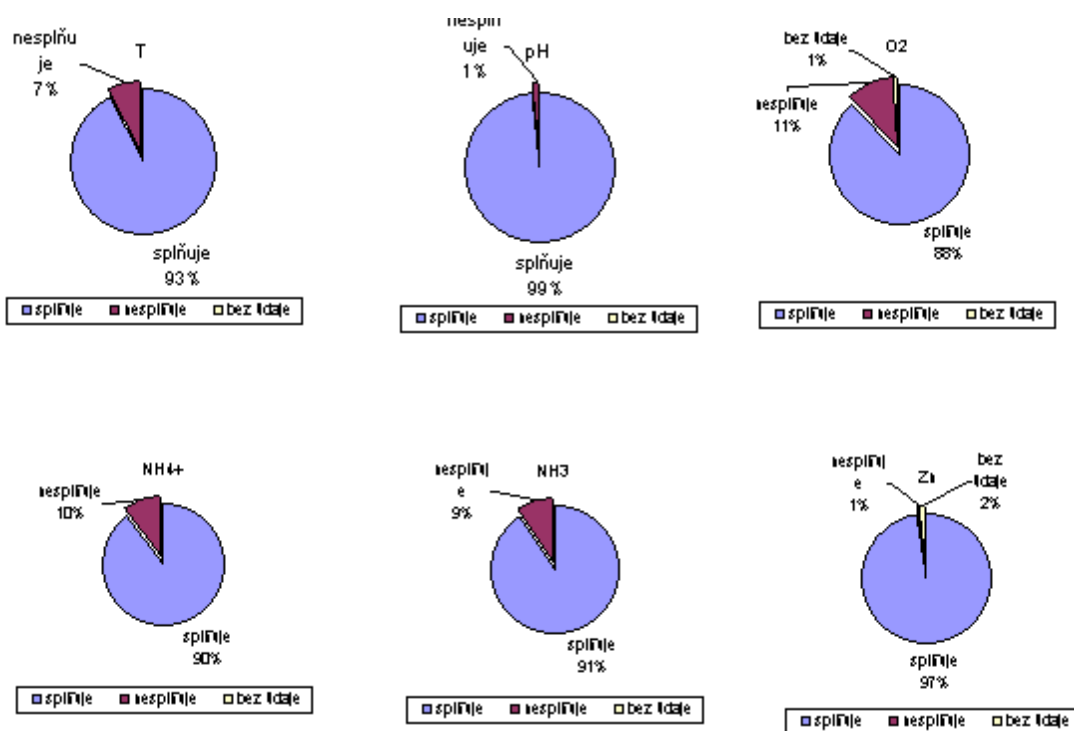 nesplňu
je
7%
T
splňuje
93%
splňuje nesplňuje bez údaje
nespln
uje
1%
pH
splňuje
99%
splňuje nesplňuje bez údaje
bez údaje
1%
O2
nesplňuje
11%
splňuje
88%
splňuje nesplňuje bez údaje
NH4+
nesplňuje
10%
splňuje
90%
splňuje nesplňuje bez údaje
nesplňuj
e
9%
NH3
splňuje
91%
splňuje nesplňuje bez údaje
nesplňuj
e
1%
Zn
bez
údaje
2%
splňuje
97%
splňuje nesplňuje bez údaje